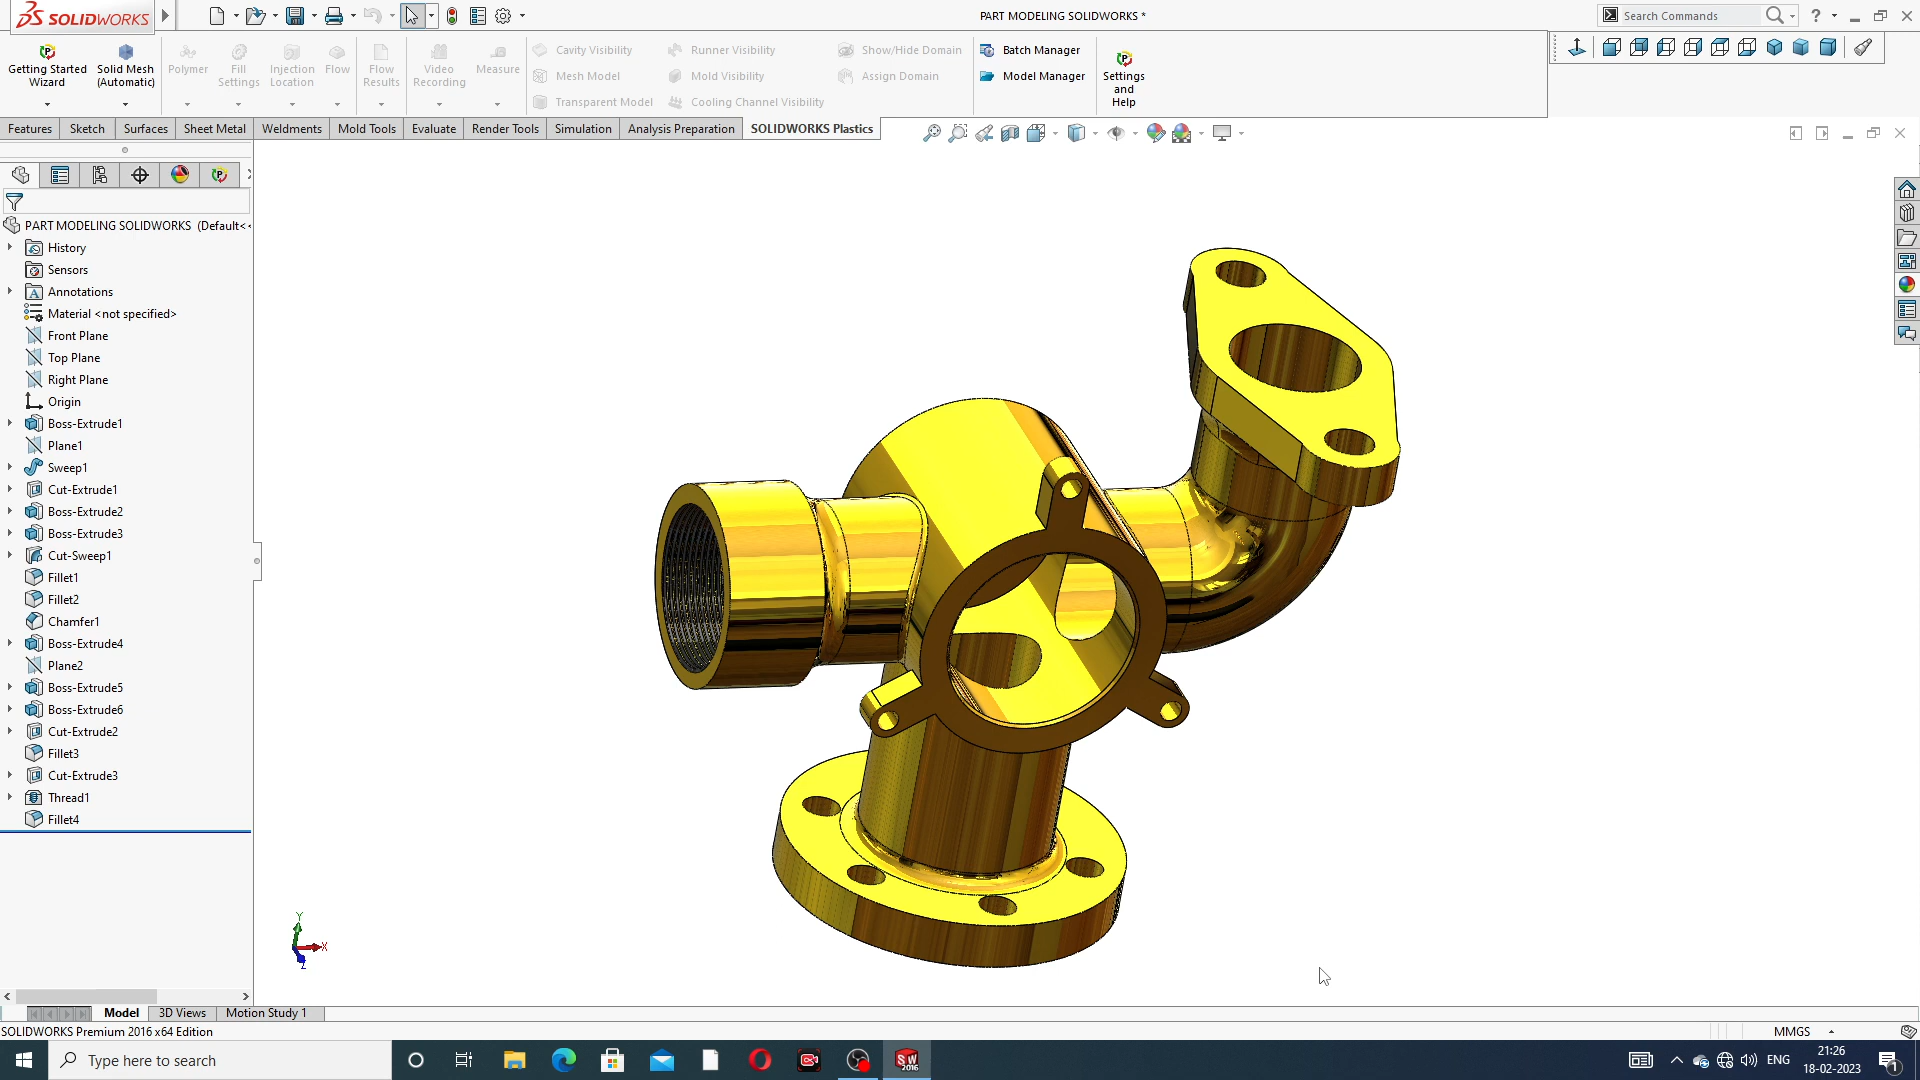 SOLIDWORKS
PART MODELING SOLIDWORKS *
Search Commands
Getting Started
Wizard
Solid Mesh
(Automatic)
Polymer
Fill
Settings
Injection
Location
Flow
Flow
Results
Video
Recording
Measure
Cavity Visibility
Mesh Model
Transparent Model
Runner Visibility
Mold Visibility
Cooling Channel Visibility
Show/Hide Domain
Assign Domain
Batch Manager
Model Manager
Settings
and
Help
Features
Sketch
Surfaces
Sheet Metal
Weldments
Mold Tools
Evaluate
Render Tools
Simulation
Analysis Preparation
SOLIDWORKS Plastics
PART MODELING SOLIDWORKS (Default<
History
Sensors
Annotations
Material <not specified>
Front Plane
Top Plane
Right Plane
Origin
Boss-Extrude1
Plane1
Sweep1
Cut-Extrude1
Boss-Extrude2
Boss-Extrude3
Cut-Sweep1
Fillet1
Fillet2
Chamfer1
Boss-Extrude4
Plane2
Boss-Extrude5
Boss-Extrude6
Cut-Extrude2
Fillet3
Cut-Extrude3
Thread1
Fillet4
Y
X
Z
Model
3D Views
Motion Study 1
SOLIDWORKS Premium 2016 x64 Edition
MMGS
Type here to search
SW
2016
ENG
21:26
18-02-2023
1